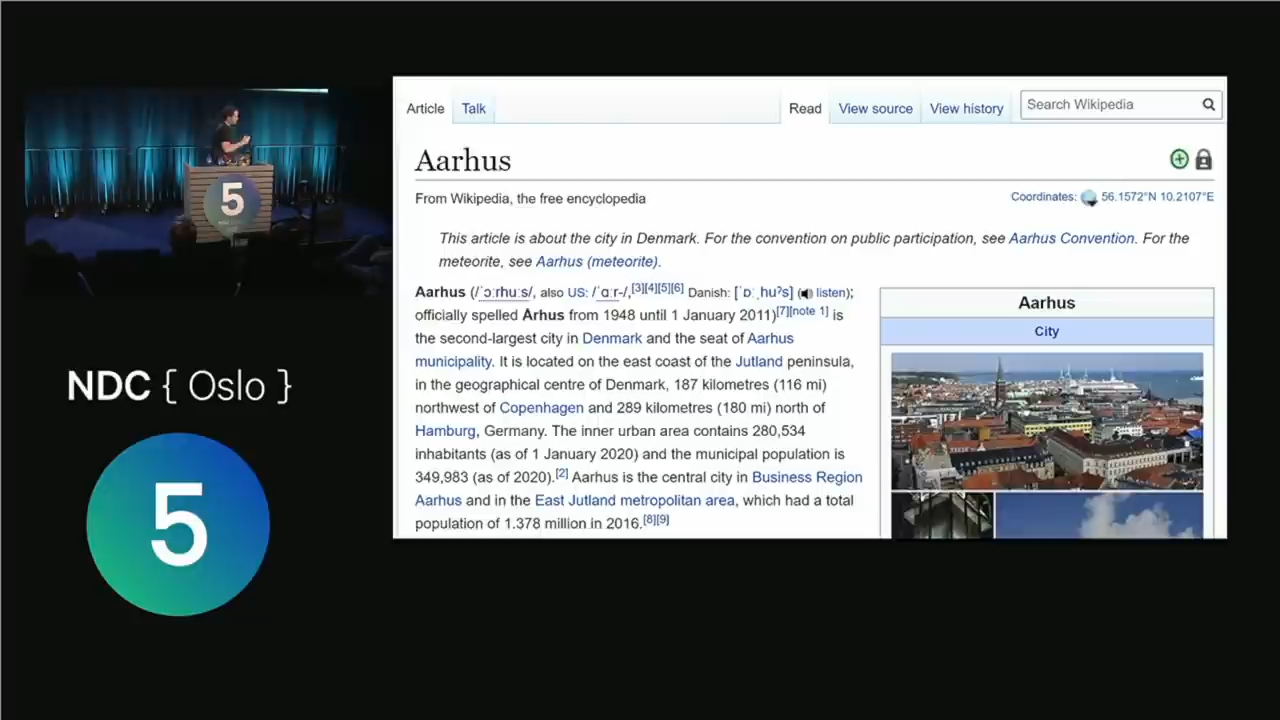 5
NDC { Oslo }
5
Article Talk Read View source View history Search Wikipedia
Aarhus
From Wikipedia, the free encyclopedia
Coordinates: 56.1572°N 10.2107°E
This article is about the city in Denmark. For the convention on public participation, see Aarhus Convention. For the
meteorite, see Aarhus (meteorite).
Aarhus (/ˈɔːrhuːs/, also US: /ˈɑːr-/,[3][4][5][6] Danish: [ˈɒːˌhuˀs] (listen);
officially spelled Århus from 1948 until 1 January 2011)[7][note 1] is
the second-largest city in Denmark and the seat of Aarhus
municipality. It is located on the east coast of the Jutland peninsula,
in the geographical centre of Denmark, 187 kilometres (116 mi)
northwest of Copenhagen and 289 kilometres (180 mi) north of
Hamburg, Germany. The inner urban area contains 280,534
inhabitants (as of 1 January 2020) and the municipal population is
349,983 (as of 2020).[2] Aarhus is the central city in Business Region
Aarhus and in the East Jutland metropolitan area, which had a total
population of 1.378 million in 2016.[8][9]
Aarhus
City